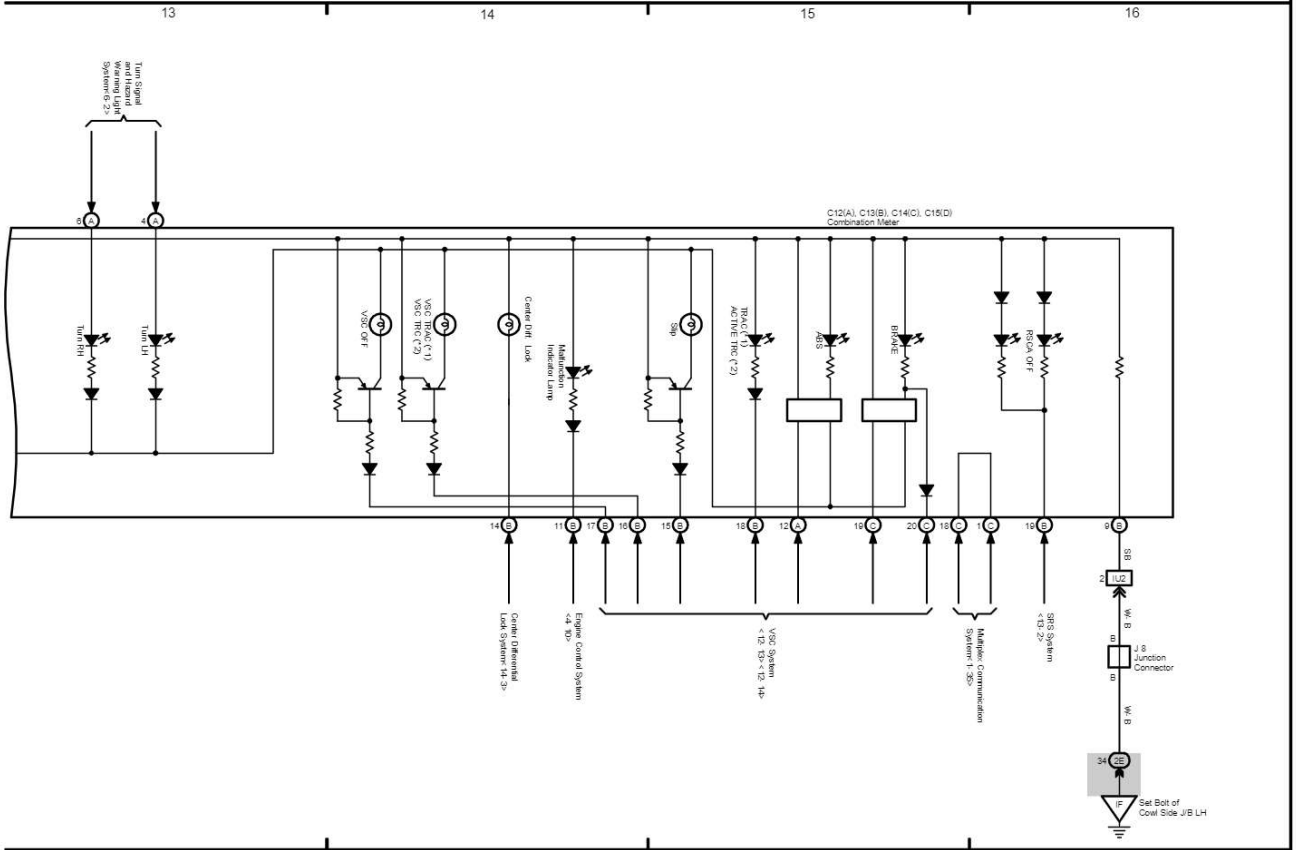 13
14
15
16
Turn Signal
and Hazard
Warning Light
System<6-2>
6 A
4 A
C12(A), C13(B), C14(C), C15(D)
Combination Meter
Turn RH
Turn LH
VSC OFF
VSC TRAC (*1)
VSC TRC (*2)
Center Diff. Lock
Malfunction
Indicator Lamp
Slip
TRAC (*1)
ACTIVE TRC (*2)
ABS
BRAKE
RSCA OFF
14 B
11 B
17 B
16 B
15 B
18 B
12 A
19 C
20 C
18 C
1 C
19 B
9 B
Center Differential
Lock System<14-3>
Engine Control System
<4-10>
VSC System
<12-13><12-14>
Multiplex Communication
System<1-35>
SRS System
<13-2>
SB
2 IU2
W-B
B
J 8
Junction
Connector
B
W-B
34 2E
IF
Set Bolt of
Cowl Side J/B LH